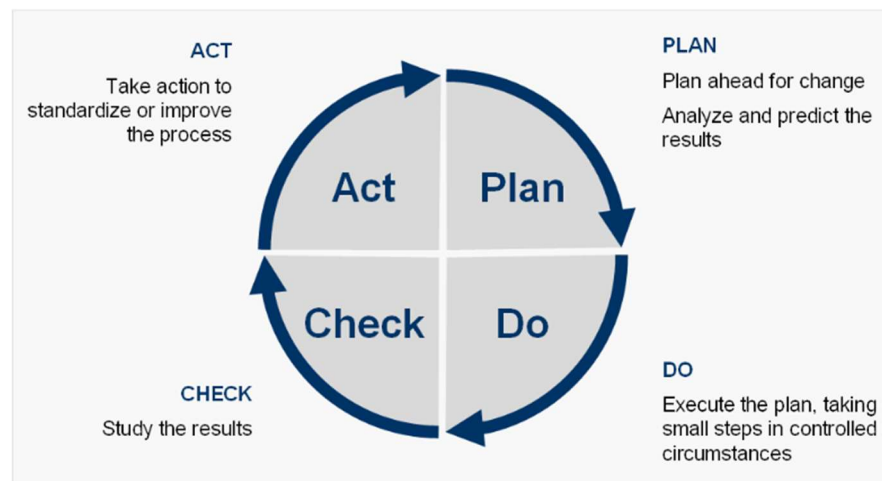 ACT
Take action to
standardize or improve
the process
PLAN
Plan ahead for change
Analyze and predict the
results
Act
Plan
Check
Do
CHECK
Study the results
DO
Execute the plan, taking
small steps in controlled
circumstances